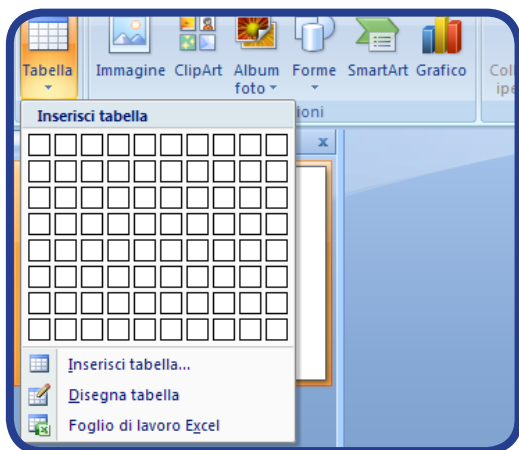 Tabella Immagine ClipArt Album foto Forme SmartArt Grafico
Inserisci tabella
Inserisci tabella...
Disegna tabella
Foglio di lavoro Excel